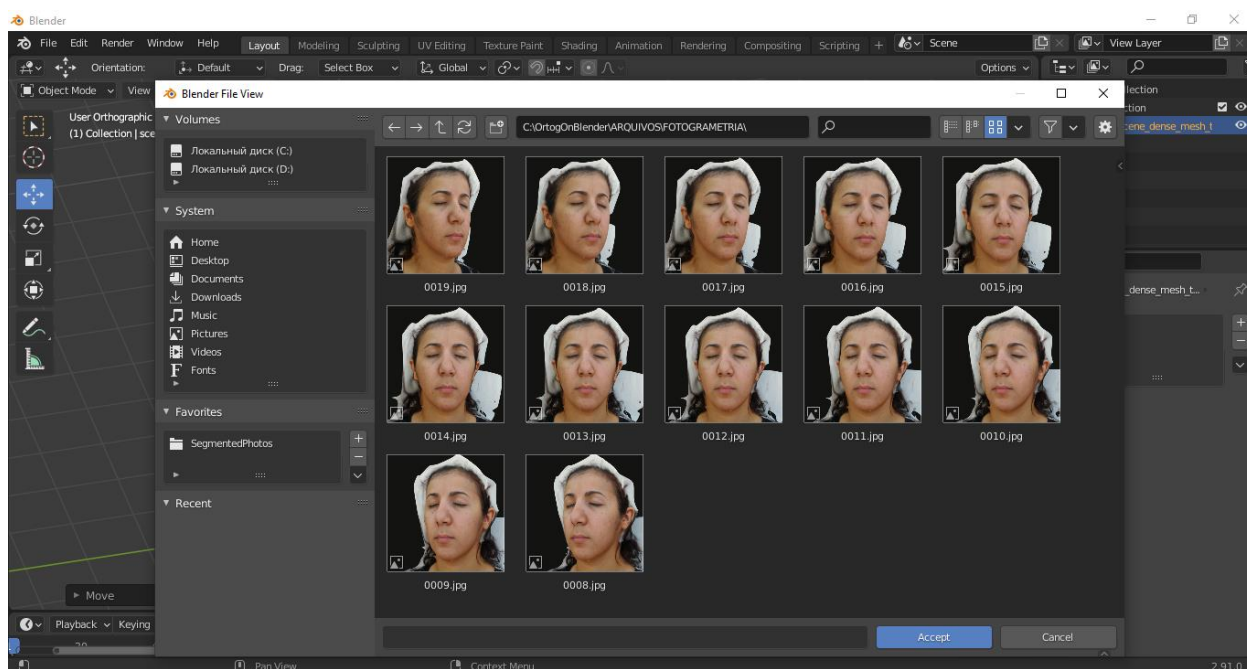 Blender
File Edit Render Window Help Layout Modeling Sculpting UV Editing Texture Paint Shading Animation Rendering Compositing Scripting + Scene View Layer
Orientation: Default Drag: Select Box Global Options
Object Mode View
User Orthographic
(1) Collection | sce
Blender File View
Volumes
Локальный диск (C:)
Локальный диск (D:)
System
Home
Desktop
Documents
Downloads
Music
Pictures
Videos
Fonts
Favorites
SegmentedPhotos
Recent
C:\OrtogOnBlender\ARQUIVOS\FOTOGRAMETRIA\
0019.jpg 0018.jpg 0017.jpg 0016.jpg 0015.jpg
0014.jpg 0013.jpg 0012.jpg 0011.jpg 0010.jpg
0009.jpg 0008.jpg
Accept Cancel
llection
ction
cene_dense_mesh_t
_dense_mesh_t...
Move
Playback Keying
20
Pan View Context Menu 2.91.0